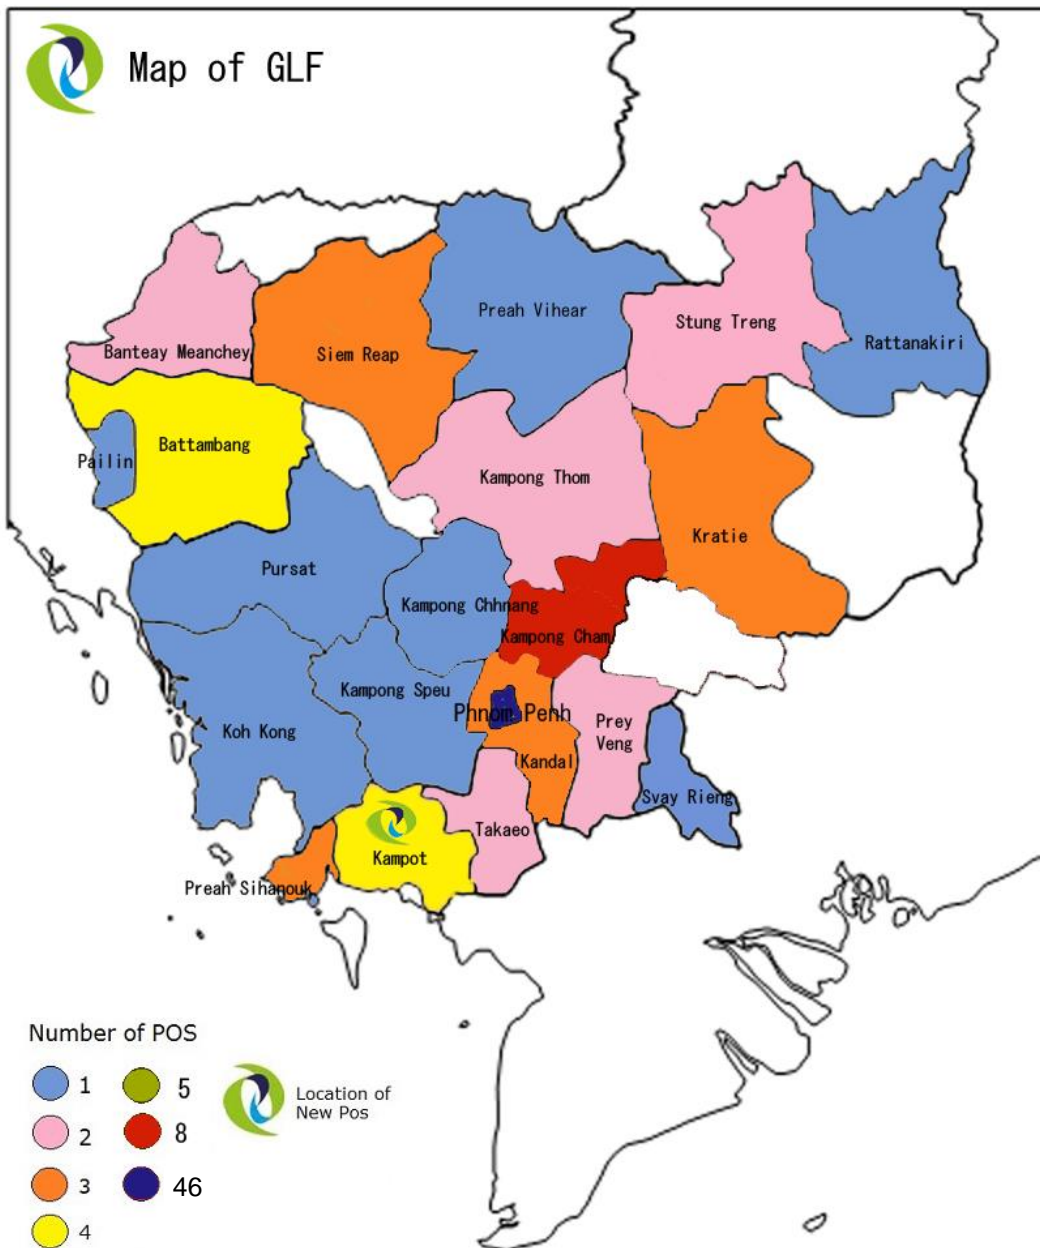 Map of GLF
Preah Vihear
Stung Treng
Rattanakiri
Banteay Meanchey
Siem Reap
Battambang
Pailin
Kampong Thom
Kratie
Pursat
Kampong Chhnang
Kampong Cham
Kampong Speu
Phnom Penh
Koh Kong
Prey
Veng
Kandal
Svay Rieng
Takaeo
Kampot
Preah Sihanouk
Number of POS
1
5
2
8
3
46
4
Location of
New Pos